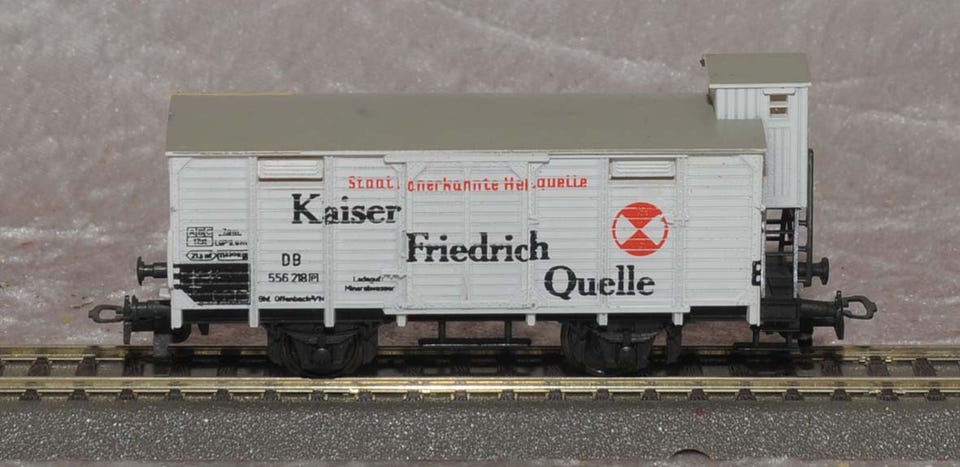 Staatl. anerkannte Heilquelle
Kaiser
Friedrich
Quelle
DB
556 218 [P]
Ladegut
Mineralwasser
Bhf. Offenbach/M